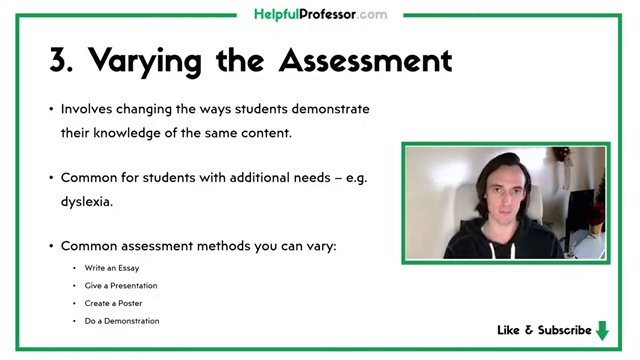 HelpfulProfessor.com
3. Varying the Assessment
• Involves changing the ways students demonstrate
their knowledge of the same content.
• Common for students with additional needs – e.g.
dyslexia.
• Common assessment methods you can vary:
• Write an Essay
• Give a Presentation
• Create a Poster
• Do a Demonstration
Like & Subscribe